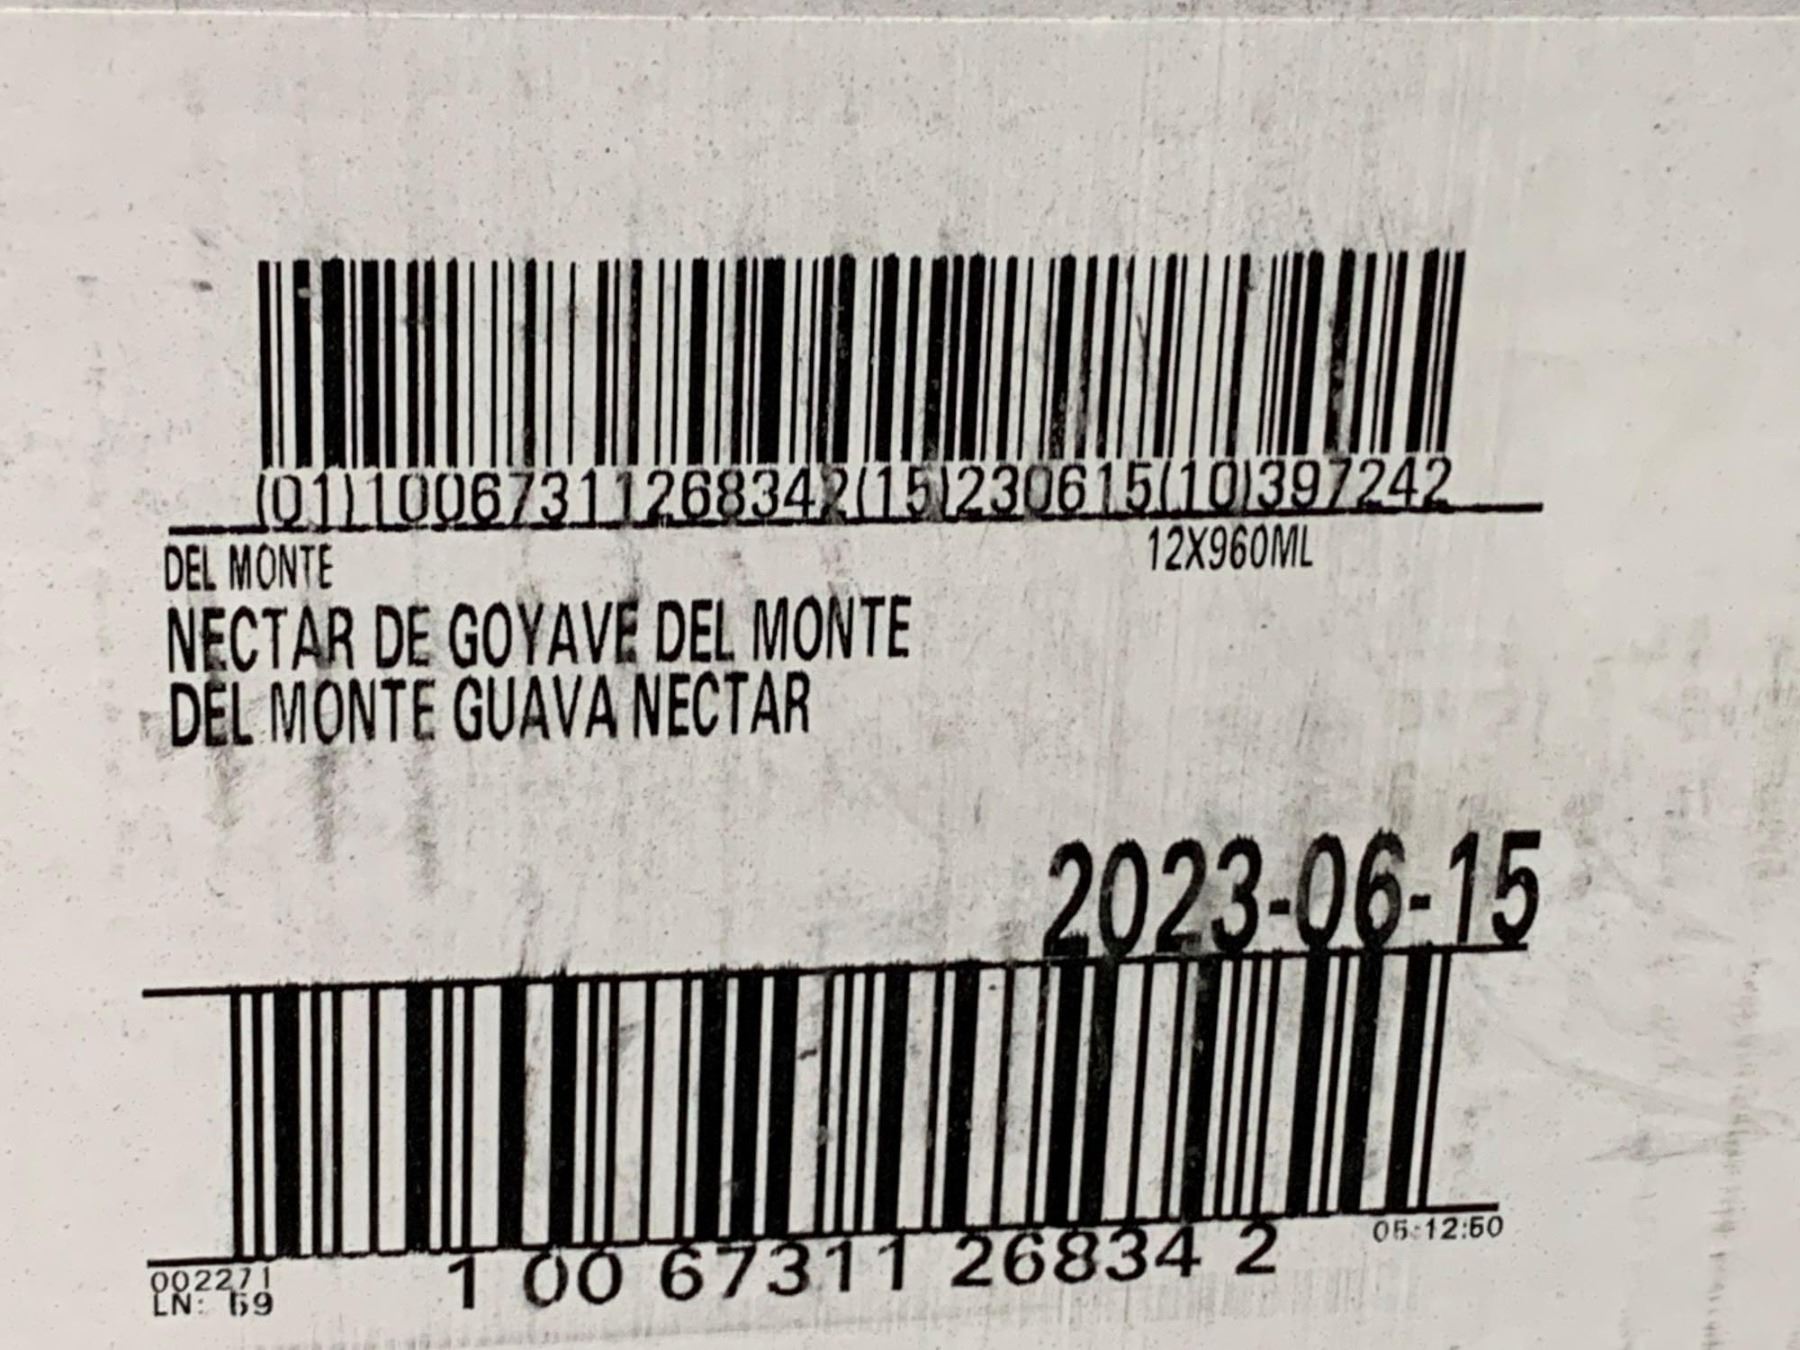 (01)10067311268342(15)230615(10)397242
DEL MONTE 12X960ML
NECTAR DE GOYAVE DEL MONTE
DEL MONTE GUAVA NECTAR
2023-06-15
1 00 67311 26834 2
05:12:50
002271
LN: 59